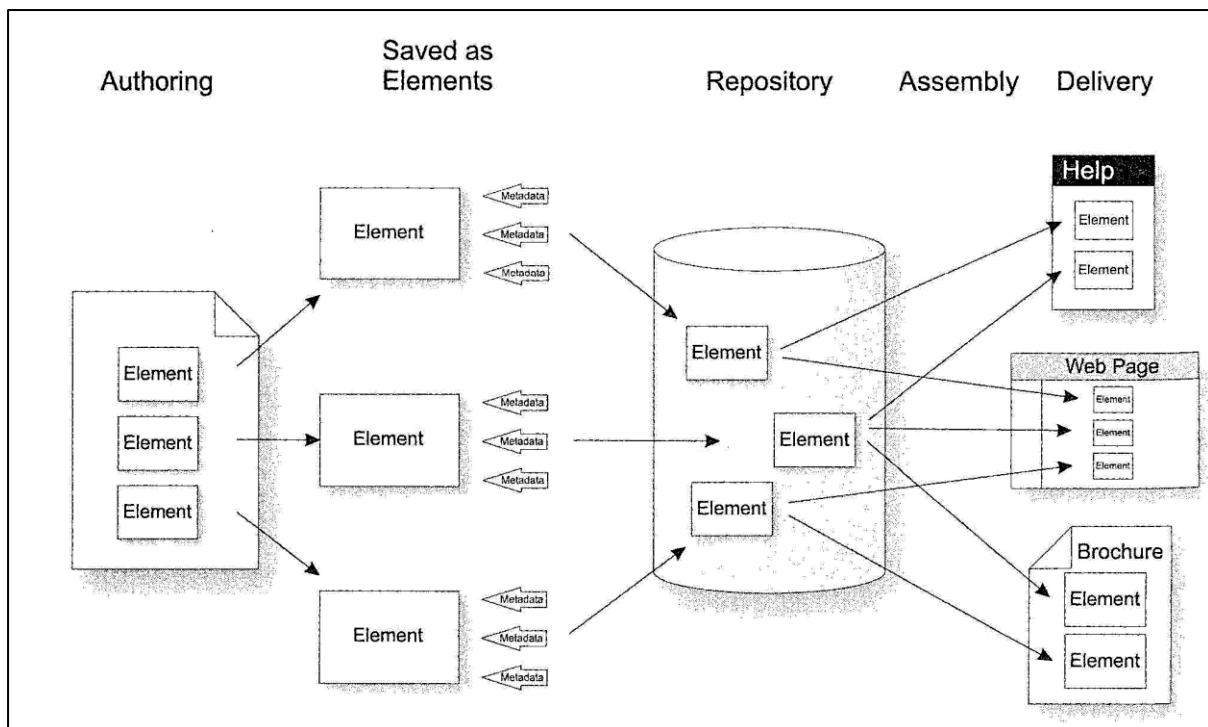 Authoring
Saved as
Elements
Repository
Assembly
Delivery
Element
Element
Element
Element
Metadata
Metadata
Metadata
Element
Metadata
Metadata
Metadata
Element
Metadata
Metadata
Metadata
Element
Element
Element
Help
Element
Element
Web Page
Element
Element
Element
Brochure
Element
Element